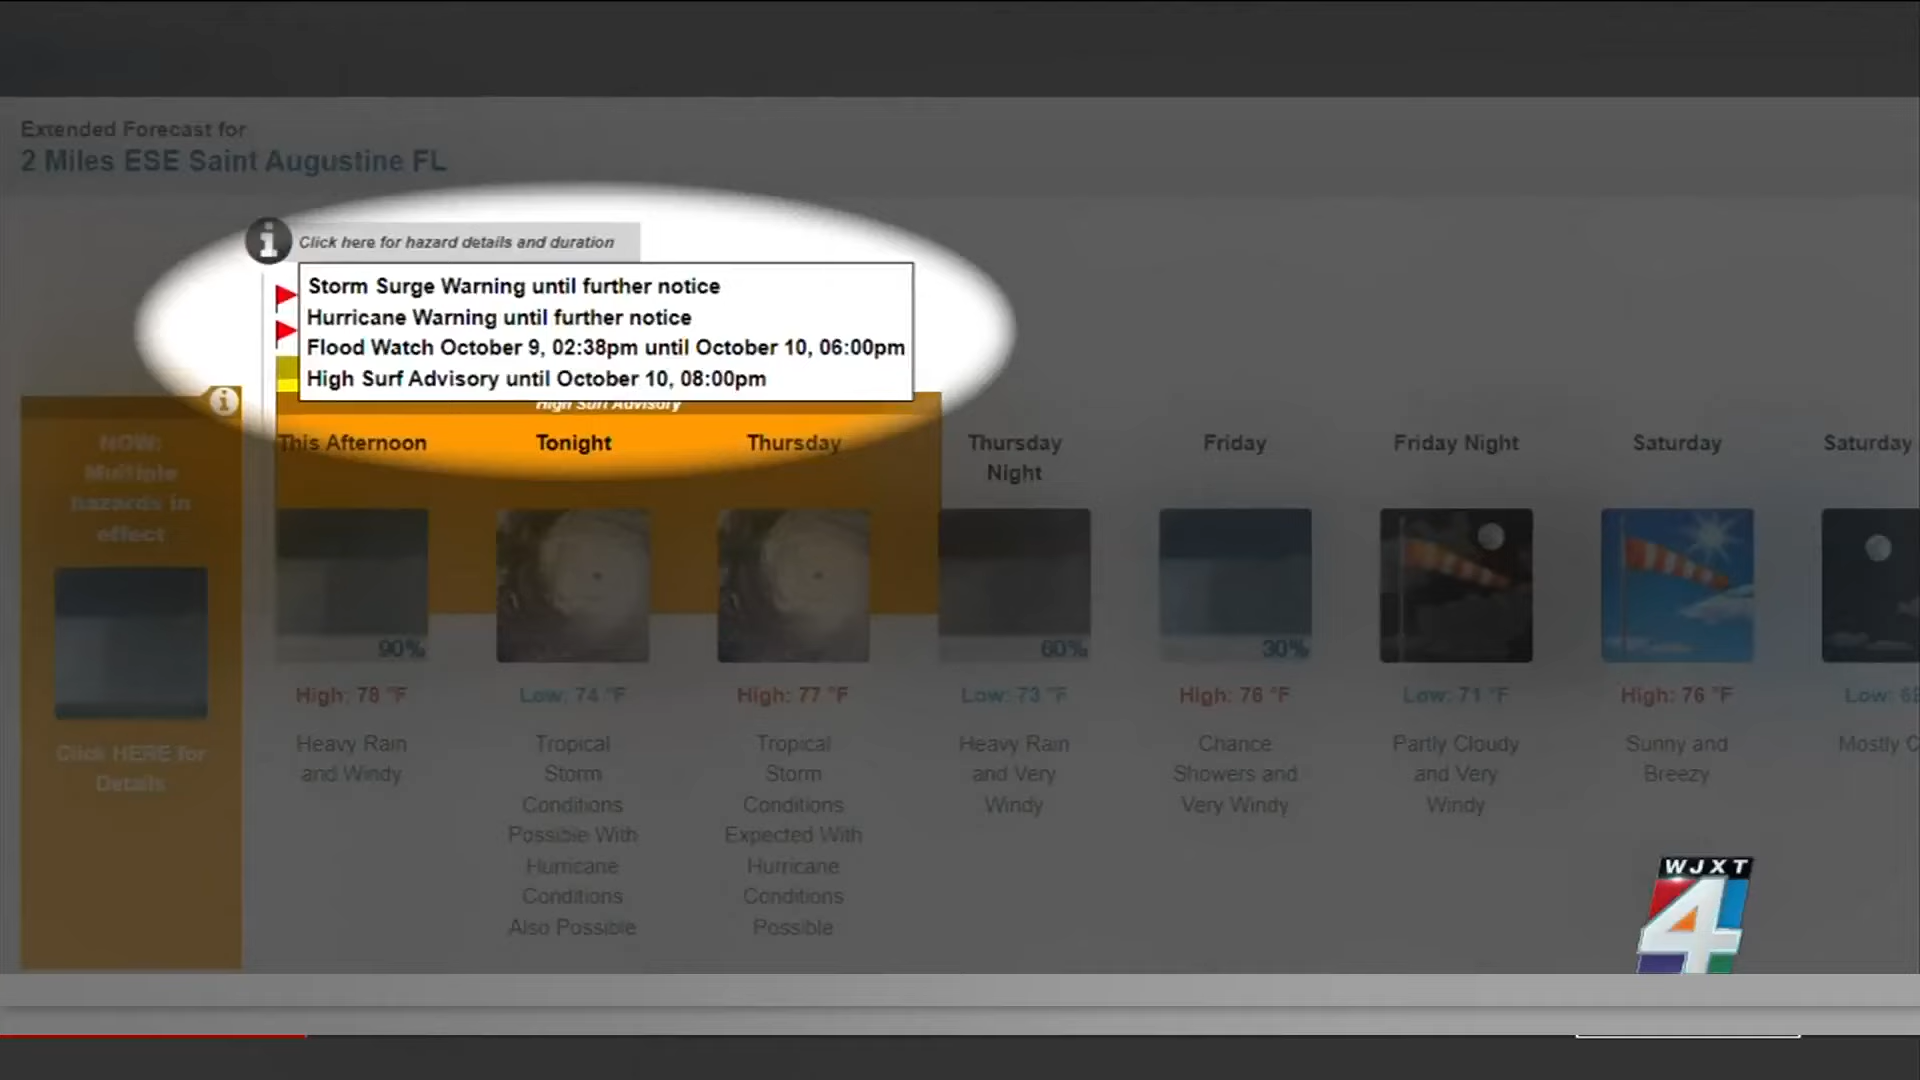 Extended Forecast for
2 Miles ESE Saint Augustine FL
Click here for hazard details and duration
Storm Surge Warning until further notice
Hurricane Warning until further notice
Flood Watch October 9, 02:38pm until October 10, 06:00pm
High Surf Advisory until October 10, 08:00pm
High Surf Advisory
NOW:
Multiple
hazards in
effect
Click HERE for
Details
This Afternoon
90%
High: 78 °F
Heavy Rain
and Windy
Tonight
Low: 74 °F
Tropical
Storm
Conditions
Possible With
Hurricane
Conditions
Also Possible
Thursday
High: 77 °F
Tropical
Storm
Conditions
Expected With
Hurricane
Conditions
Possible
Thursday
Night
60%
Low: 73 °F
Heavy Rain
and Very
Windy
Friday
30%
High: 76 °F
Chance
Showers and
Very Windy
Friday Night
Low: 71 °F
Partly Cloudy
and Very
Windy
Saturday
High: 76 °F
Sunny and
Breezy
Saturday
Low:
Mostly
WJXT
4